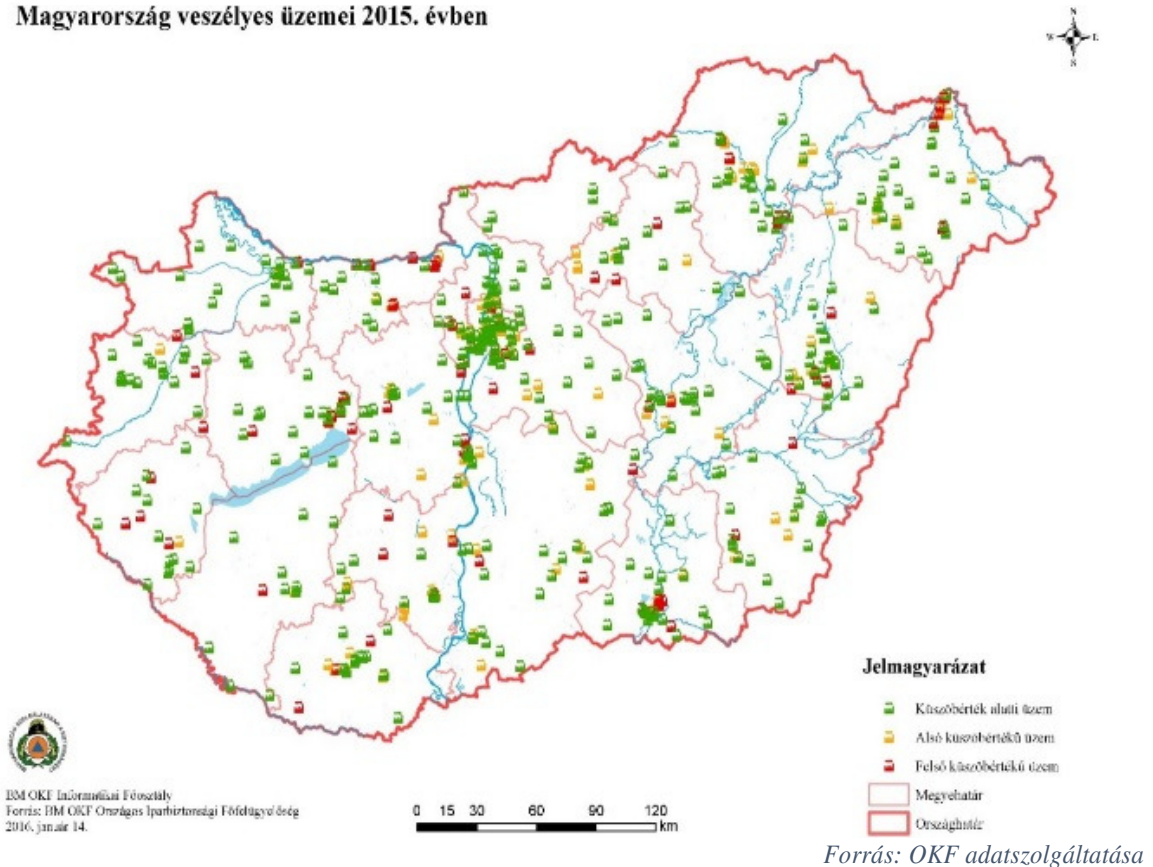 Magyarország veszélyes üzemei 2015. évben
N
W
S
Jelmagyarázat
Küszöbérték alatti üzem
Alsó küszöbértékű üzem
Felső küszöbértékű üzem
Megyehatár
Országhatár
BM OKF Informatikai Főosztály
Forrás: BM OKF Országos Iparbiztonsági Főfelügyelőség
2016. január 14.
0 15 30 60 90 120
km
Forrás: OKF adatszolgáltatása